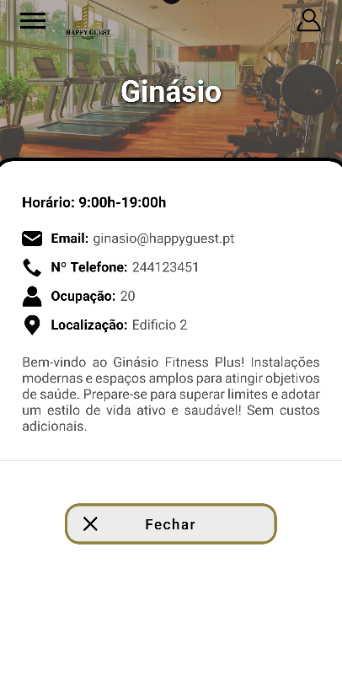 HAPPY GUEST
Ginásio
Horário: 9:00h-19:00h
Email: ginasio@happyguest.pt
Nº Telefone: 244123451
Ocupação: 20
Localização: Edificio 2
Bem-vindo ao Ginásio Fitness Plus! Instalações
modernas e espaços amplos para atingir objetivos
de saúde. Prepare-se para superar limites e adotar
um estilo de vida ativo e saudável! Sem custos
adicionais.
Fechar